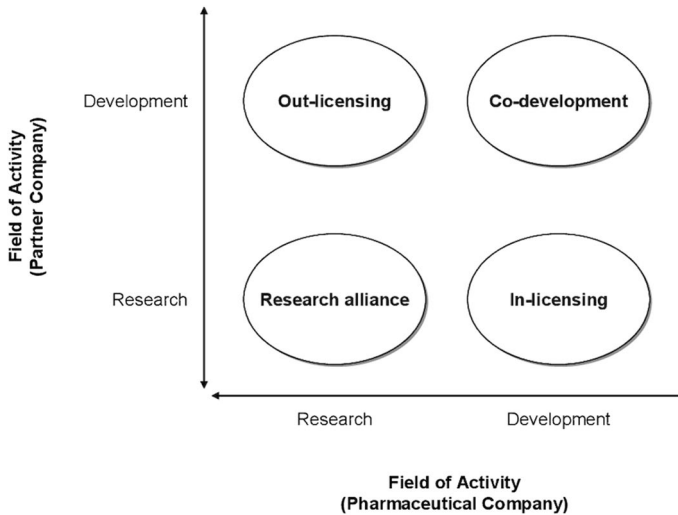 Development
Out-licensing
Co-development
Field of Activity
(Partner Company)
Research
Research alliance
In-licensing
Research
Development
Field of Activity
(Pharmaceutical Company)